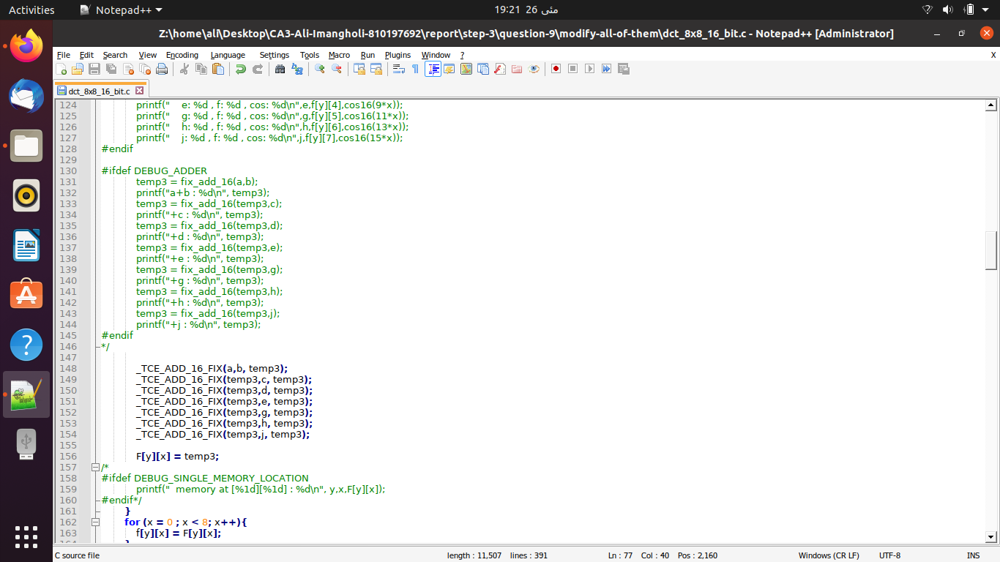 Activities
Notepad++
19:21 26 مئی
Z:\home\ali\Desktop\CA3-Ali-Imangholi-810197692\report\step-3\question-9\modify-all-of-them\dct_8x8_16_bit.c - Notepad++ [Administrator]
File Edit Search View Encoding Language Settings Tools Macro Run Plugins Window ? X
dct_8x8_16_bit.c
124 printf("    e: %d , f: %d , cos: %d\n",e,f[y][4],cos16(9*x));
125 printf("    g: %d , f: %d , cos: %d\n",g,f[y][5],cos16(11*x));
126 printf("    h: %d , f: %d , cos: %d\n",h,f[y][6],cos16(13*x));
127 printf("    j: %d , f: %d , cos: %d\n",j,f[y][7],cos16(15*x));
128 #endif
129
130 #ifdef DEBUG_ADDER
131 temp3 = fix_add_16(a,b);
132 printf("a+b : %d\n", temp3);
133 temp3 = fix_add_16(temp3,c);
134 printf("+c : %d\n", temp3);
135 temp3 = fix_add_16(temp3,d);
136 printf("+d : %d\n", temp3);
137 temp3 = fix_add_16(temp3,e);
138 printf("+e : %d\n", temp3);
139 temp3 = fix_add_16(temp3,g);
140 printf("+g : %d\n", temp3);
141 temp3 = fix_add_16(temp3,h);
142 printf("+h : %d\n", temp3);
143 temp3 = fix_add_16(temp3,j);
144 printf("+j : %d\n", temp3);
145 #endif
146 */
147
148 _TCE_ADD_16_FIX(a,b, temp3);
149 _TCE_ADD_16_FIX(temp3,c, temp3);
150 _TCE_ADD_16_FIX(temp3,d, temp3);
151 _TCE_ADD_16_FIX(temp3,e, temp3);
152 _TCE_ADD_16_FIX(temp3,g, temp3);
153 _TCE_ADD_16_FIX(temp3,h, temp3);
154 _TCE_ADD_16_FIX(temp3,j, temp3);
155
156 F[y][x] = temp3;
157 /*
158 #ifdef DEBUG_SINGLE_MEMORY_LOCATION
159 printf("  memory at [%1d][%1d] : %d\n", y,x,F[y][x]);
160 #endif*/
161 }
162 for (x = 0 ; x < 8; x++){
163 f[y][x] = F[y][x];
C source file length : 11,507 lines : 391 Ln : 77 Col : 40 Pos : 2,160 Windows (CR LF) UTF-8 INS